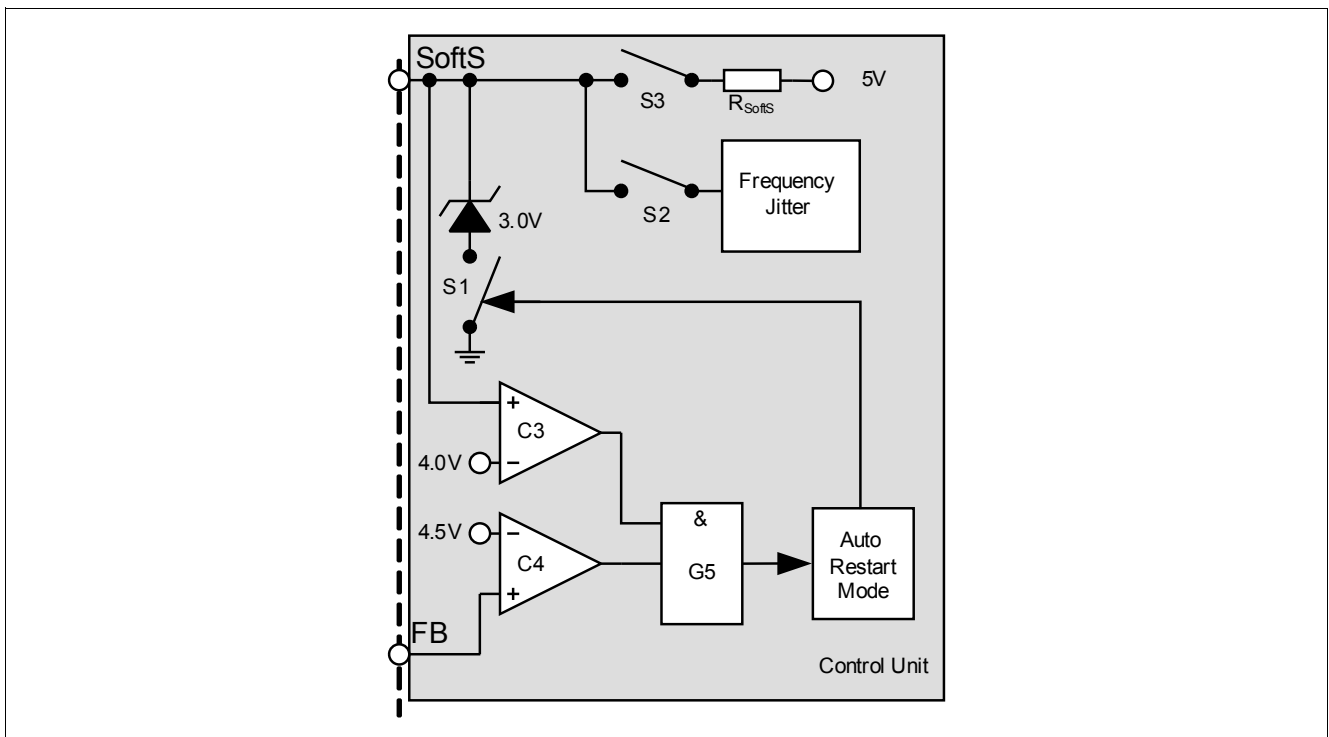 SoftS
S3
RSoftS
5V
S2
Frequency
Jitter
3.0V
S1
+
C3
4.0V
−
4.5V
−
C4
+
&
G5
Auto
Restart
Mode
FB
Control Unit